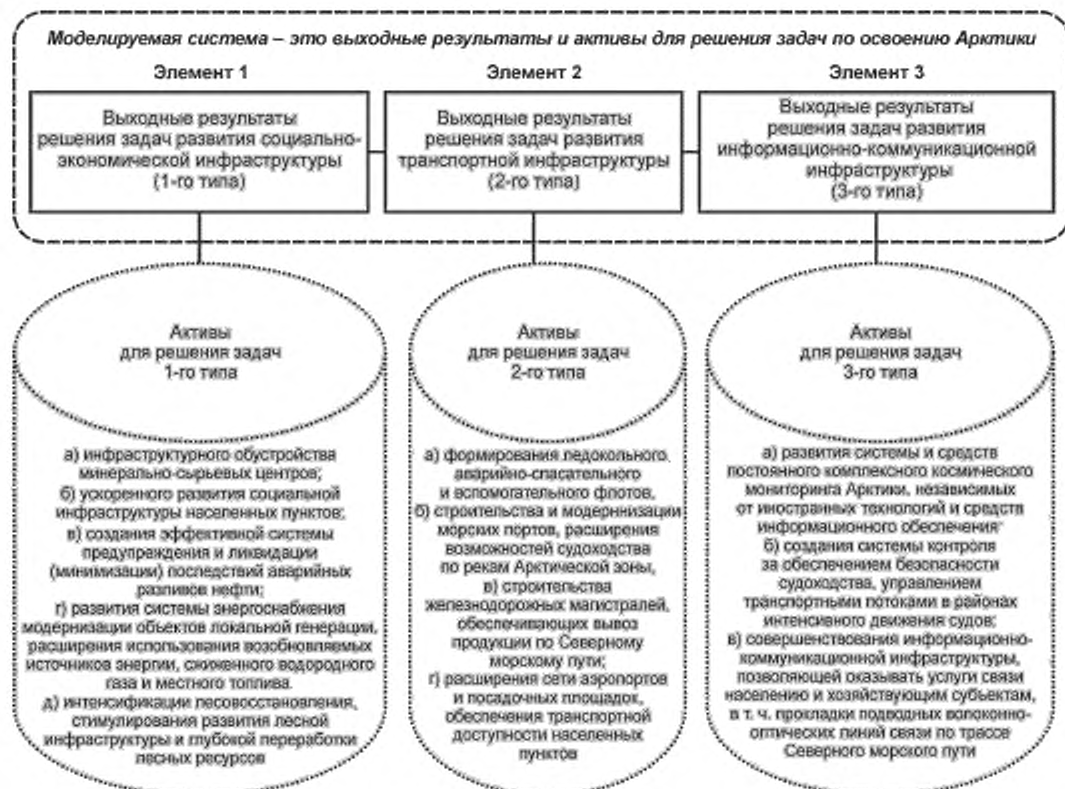 Моделируемая система – это выходные результаты и активы для решения задач по освоению Арктики
Элемент 1
Выходные результаты
решения задач развития социально-
экономической инфраструктуры
(1-го типа)
Элемент 2
Выходные результаты
решения задач развития
транспортной инфраструктуры
(2-го типа)
Элемент 3
Выходные результаты
решения задач развития
информационно-коммуникационной
инфраструктуры
(3-го типа)
Активы
для решения задач
1-го типа
а) инфраструктурного обустройства
минерально-сырьевых центров;
б) ускоренного развития социальной
инфраструктуры населенных пунктов;
в) создания эффективной системы
предупреждения и ликвидации
(минимизации) последствий аварийных
разливов нефти;
г) развития системы энергоснабжения
модернизации объектов локальной генерации,
расширения использования возобновляемых
источников энергии, сжиженного водородного
газа и местного топлива.
д) интенсификации лесовосстановления,
стимулирования развития лесной
инфраструктуры и глубокой переработки
лесных ресурсов
Активы
для решения задач
2-го типа
а) формирования ледокольного,
аварийно-спасательного
и вспомогательного флотов,
б) строительства и модернизации
морских портов, расширения
возможностей судоходства
по рекам Арктической зоны,
в) строительства
железнодорожных магистралей,
обеспечивающих вывоз
продукции по Северному
морскому пути;
г) расширения сети аэропортов
и посадочных площадок,
обеспечения транспортной
доступности населенных
пунктов
Активы
для решения задач
3-го типа
а) развития системы и средств
постоянного комплексного космического
мониторинга Арктики, независимых
от иностранных технологий и средств
информационного обеспечения
б) создания системы контроля
за обеспечением безопасности
судоходства, управлением
транспортными потоками в районах
интенсивного движения судов;
в) совершенствования информационно-
коммуникационной инфраструктуры,
позволяющей оказывать услуги связи
населению и хозяйствующим субъектам,
в т. ч. прокладки подводных волоконно-
оптических линий связи по трассе
Северного морского пути